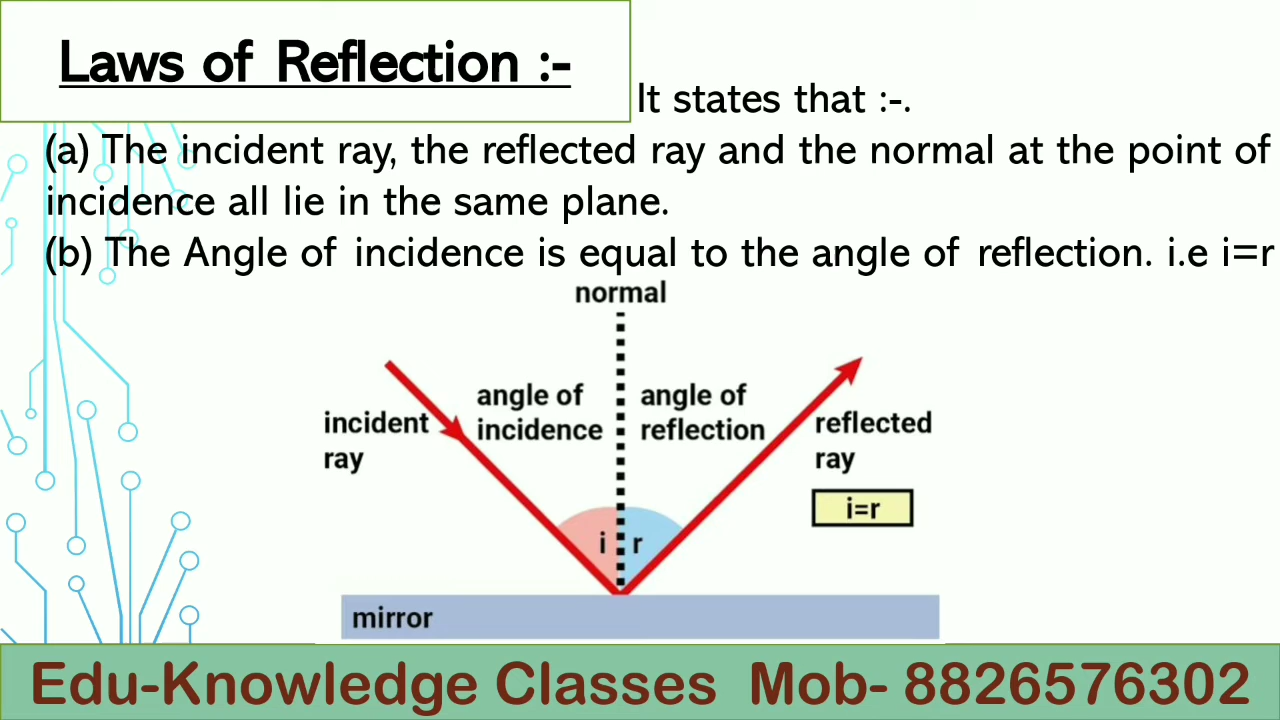 Laws of Reflection :-
It states that :-.
(a) The incident ray, the reflected ray and the normal at the point of
incidence all lie in the same plane.
(b) The Angle of incidence is equal to the angle of reflection. i.e i=r
normal
incident
ray
angle of
incidence
angle of
reflection
reflected
ray
i=r
i
r
mirror
Edu-Knowledge Classes Mob- 8826576302